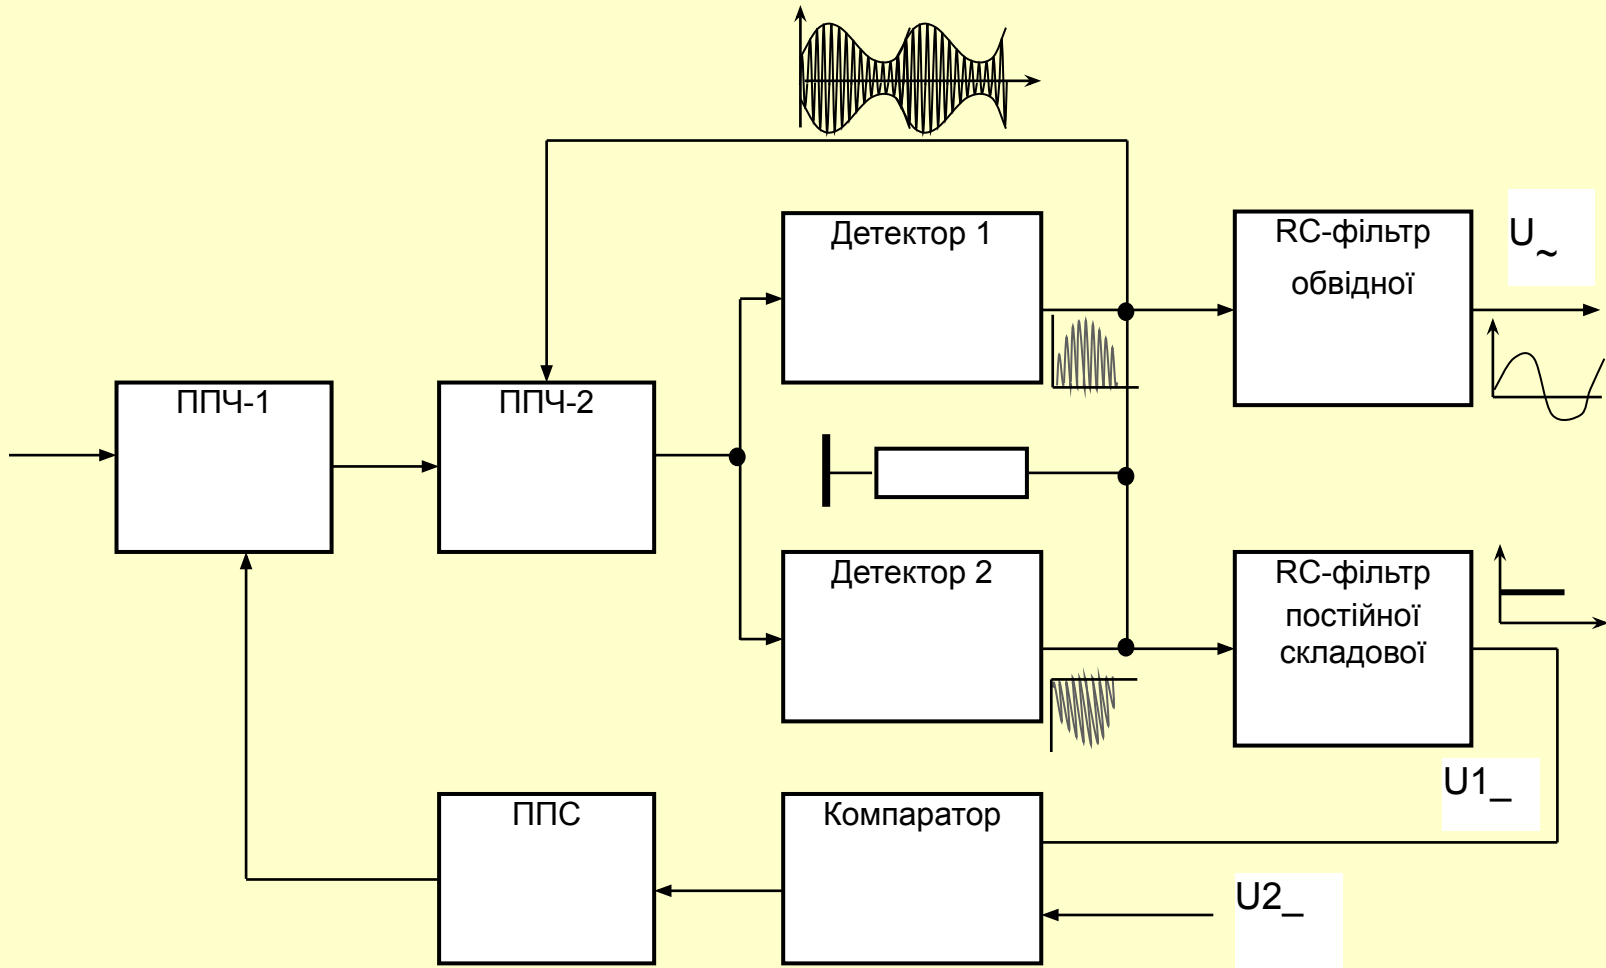 Детектор 1
RC-фільтр
обвідної
U~
ППЧ-1
ППЧ-2
Детектор 2
RC-фільтр
постійної
складової
U1_
ППС
Компаратор
U2_